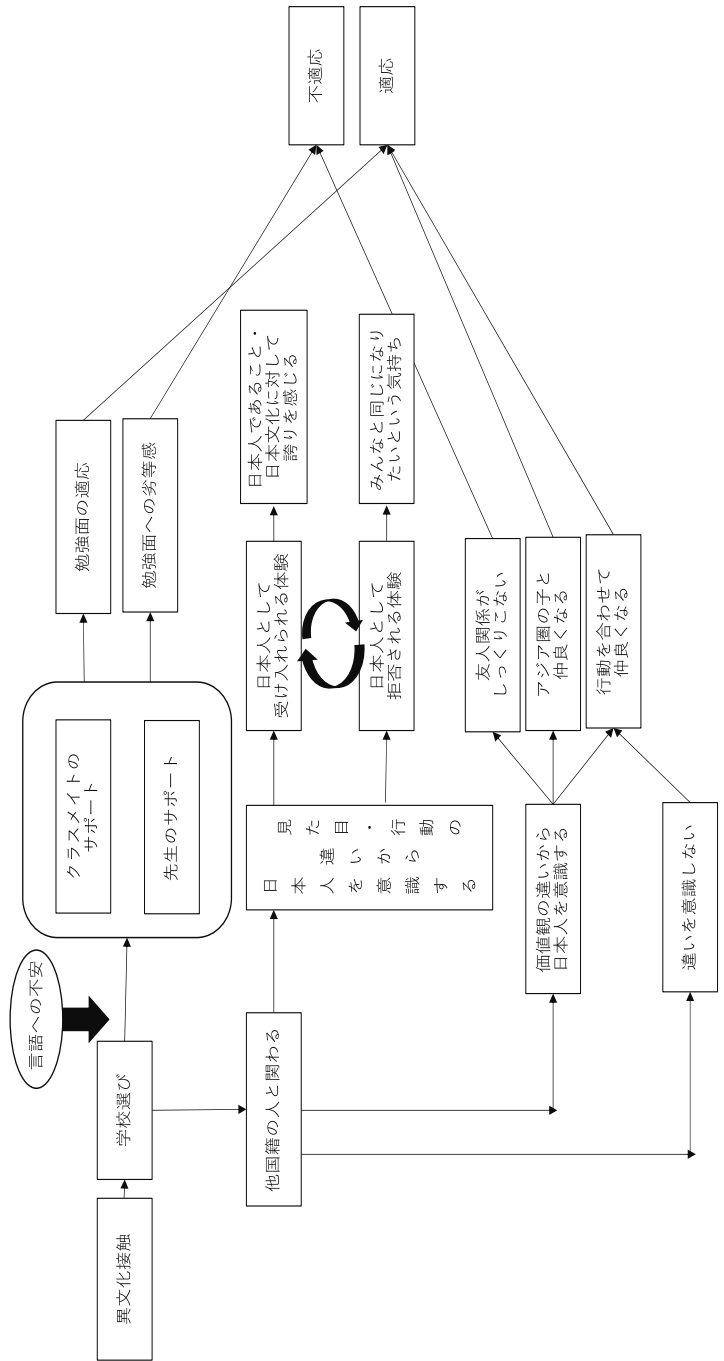 異文化接触
学校選び
言語への不安
クラスメイトの
サポート
先生のサポート
勉強面の適応
勉強面への劣等感
他国籍の人と関わる
見た目・行動の
違いから
日本人を意識する
日本人として
受け入れられる体験
日本人であること・
日本文化に対して
誇りを感じる
日本人として
拒否される体験
みんなと同じになり
たいという気持ち
価値観の違いから
日本人を意識する
友人関係が
しっくりこない
アジア圏の子と
仲良くなる
行動を合わせて
仲良くなる
違いを意識しない
不適応
適応